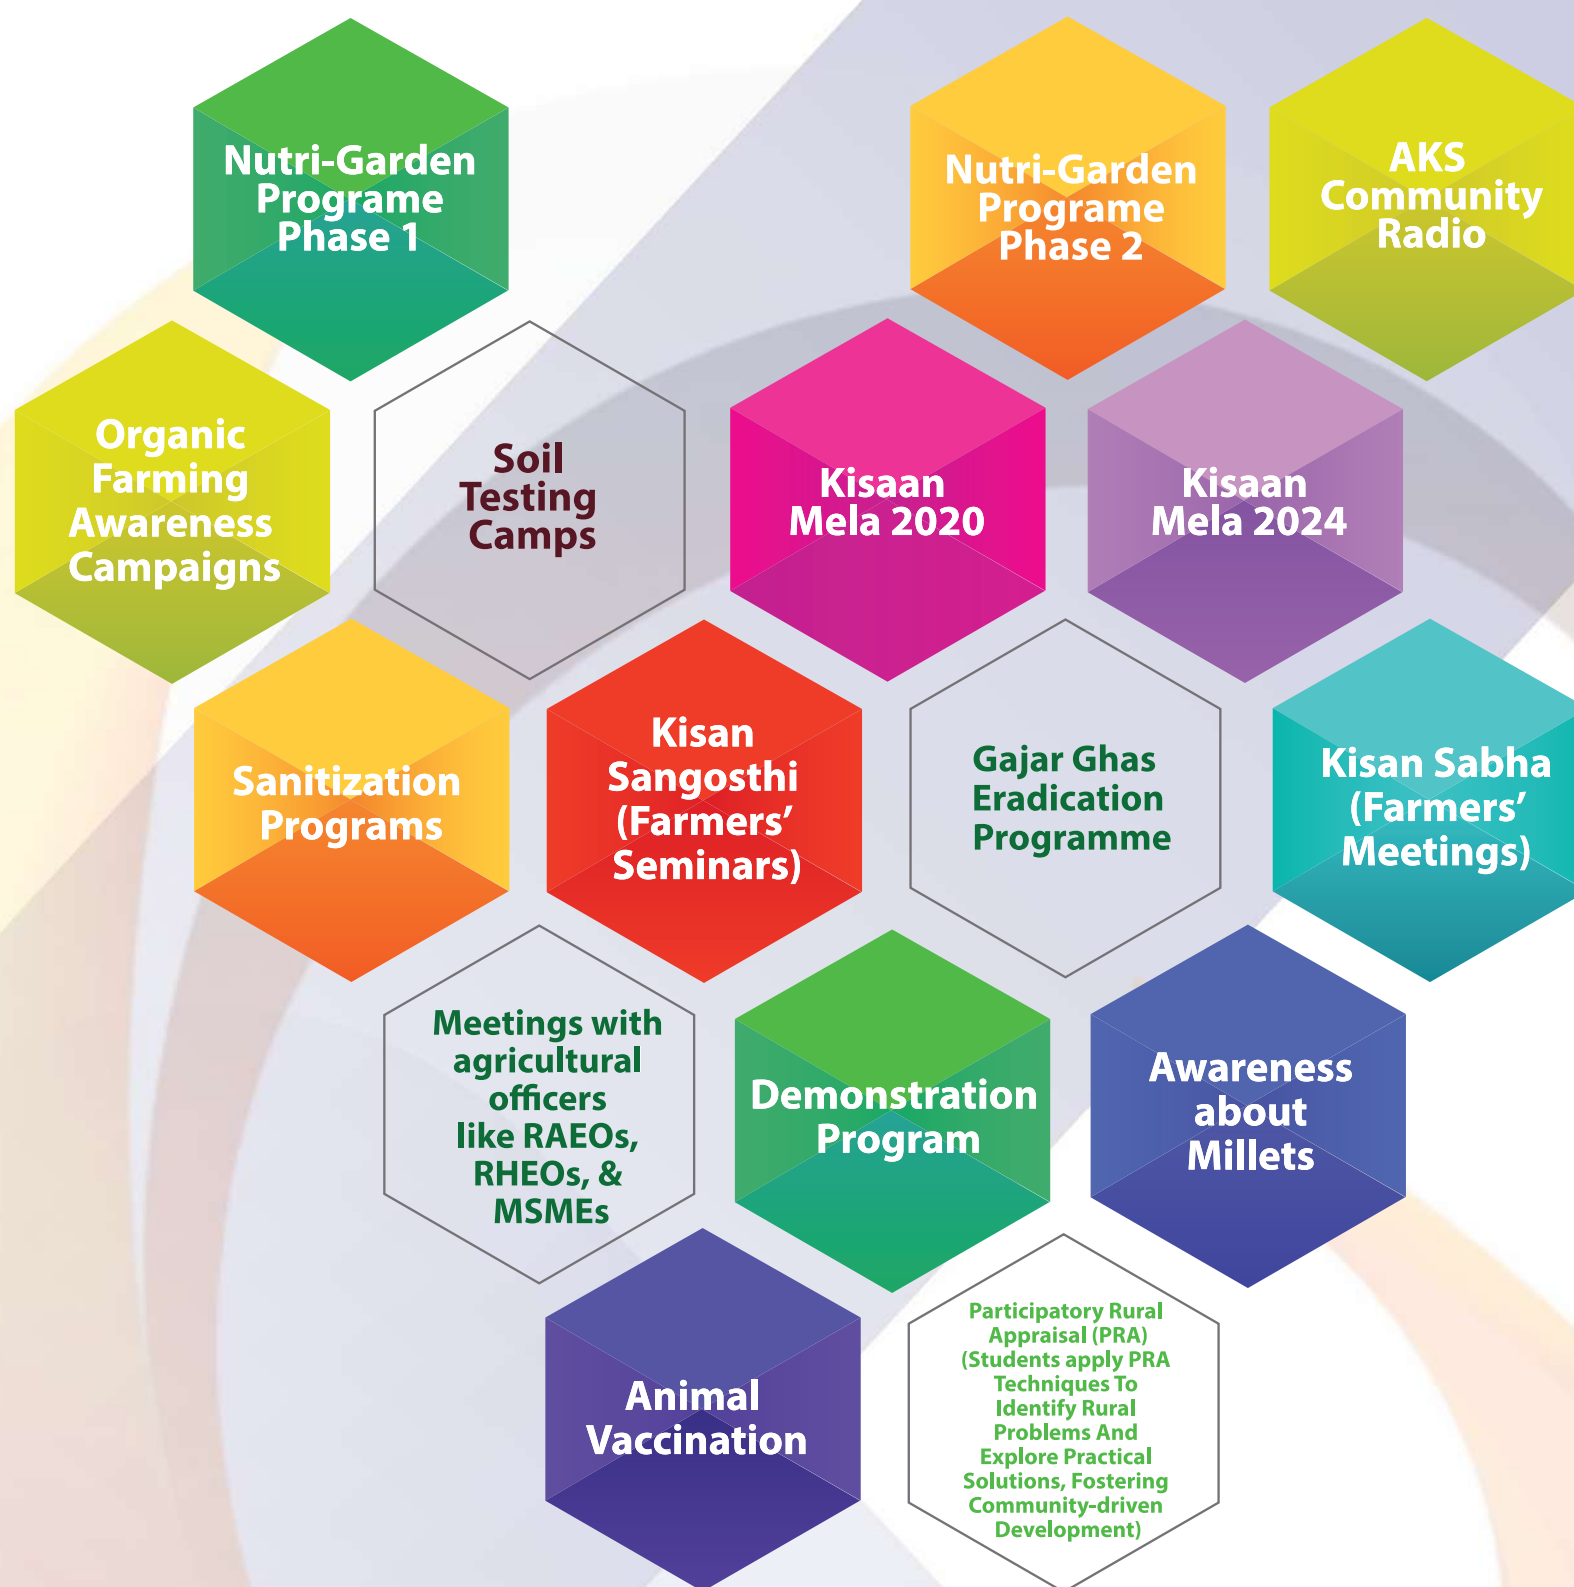 Nutri-Garden
Programe
Phase 1
Nutri-Garden
Programe
Phase 2
AKS
Community
Radio
Organic
Farming
Awareness
Campaigns
Soil
Testing
Camps
Kisaan
Mela 2020
Kisaan
Mela 2024
Sanitization
Programs
Kisan
Sangosthi
(Farmers’
Seminars)
Gajar Ghas
Eradication
Programme
Kisan Sabha
(Farmers’
Meetings)
Meetings with
agricultural
officers
like RAEOs,
RHEOs, &
MSMEs
Demonstration
Program
Awareness
about
Millets
Animal
Vaccination
Participatory Rural
Appraisal (PRA)
(Students apply PRA
Techniques To
Identify Rural
Problems And
Explore Practical
Solutions, Fostering
Community-driven
Development)